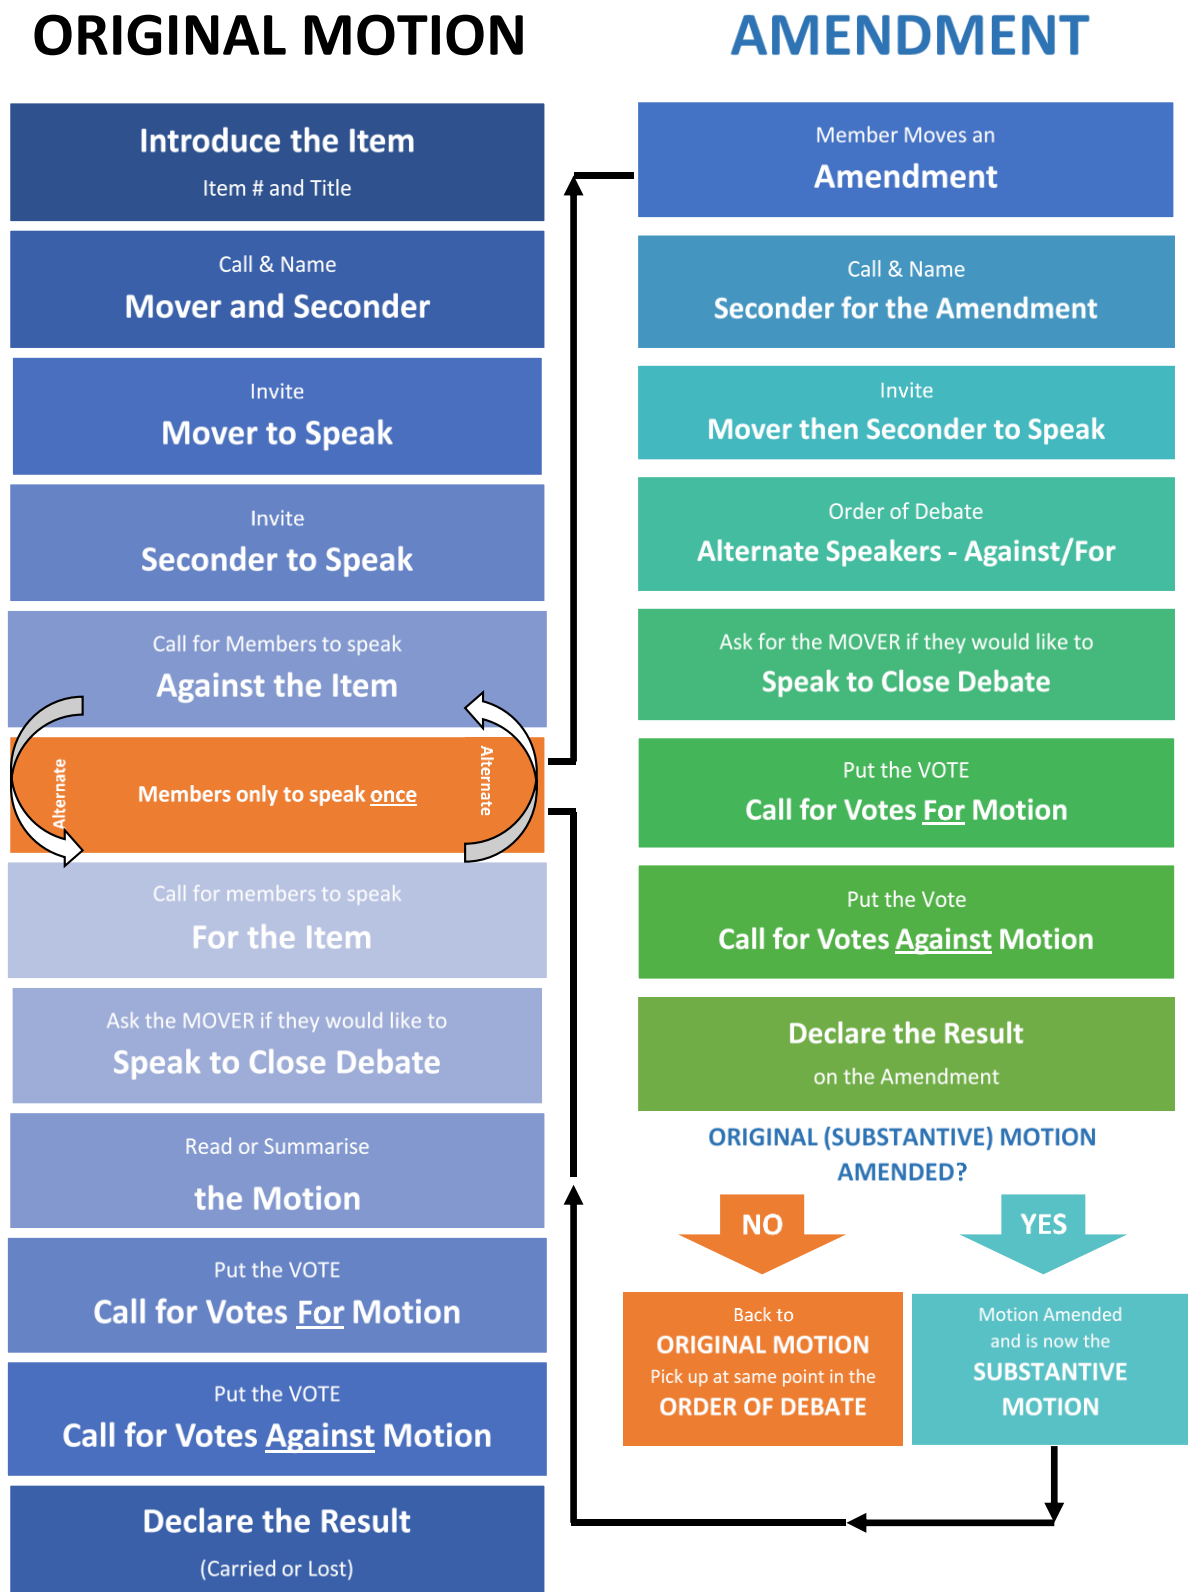 ORIGINAL MOTION
Introduce the Item
Item # and Title
Call & Name
Mover and Seconder
Invite
Mover to Speak
Invite
Seconder to Speak
Call for Members to speak
Against the Item
Alternate
Members only to speak once
Alternate
Call for members to speak
For the Item
Ask the MOVER if they would like to
Speak to Close Debate
Read or Summarise
the Motion
Put the VOTE
Call for Votes For Motion
Put the VOTE
Call for Votes Against Motion
Declare the Result
(Carried or Lost)
AMENDMENT
Member Moves an
Amendment
Call & Name
Seconder for the Amendment
Invite
Mover then Seconder to Speak
Order of Debate
Alternate Speakers - Against/For
Ask for the MOVER if they would like to
Speak to Close Debate
Put the VOTE
Call for Votes For Motion
Put the Vote
Call for Votes Against Motion
Declare the Result
on the Amendment
ORIGINAL (SUBSTANTIVE) MOTION
AMENDED?
NO
Back to
ORIGINAL MOTION
Pick up at same point in the
ORDER OF DEBATE
YES
Motion Amended
and is now the
SUBSTANTIVE
MOTION